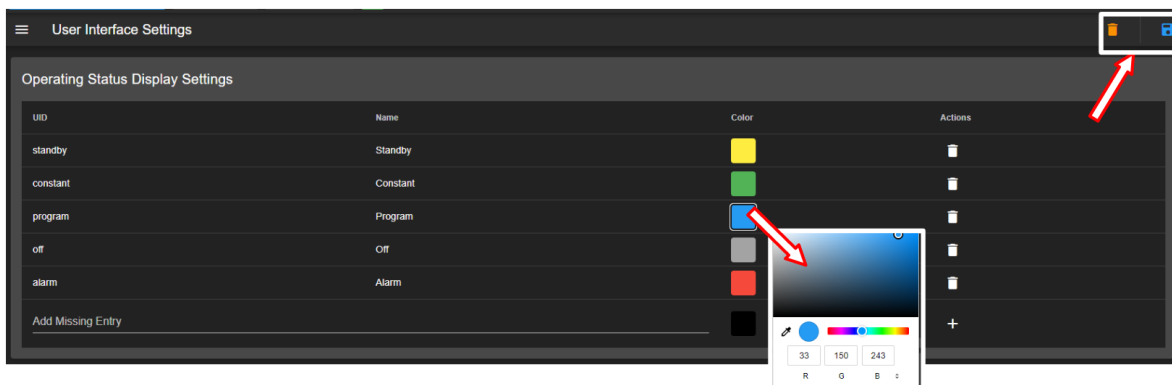 User Interface Settings
Operating Status Display Settings
UID Name Color Actions
standby Standby
constant Constant
program Program
off Off
alarm Alarm
Add Missing Entry
33 150 243
R G B